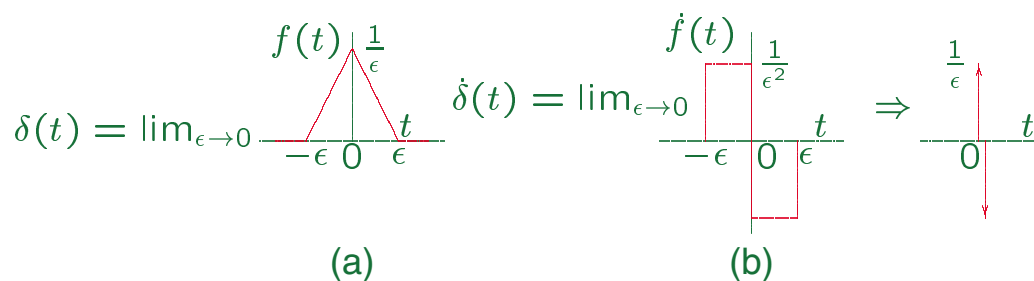 f(t) 1/ϵ
δ(t) = lim_{ϵ→0}
−ϵ 0 ϵ t
(a)
ḟ(t) 1/ϵ²
δ̇(t) = lim_{ϵ→0}
−ϵ 0 ϵ t
(b)
⇒
1/ϵ
0 t